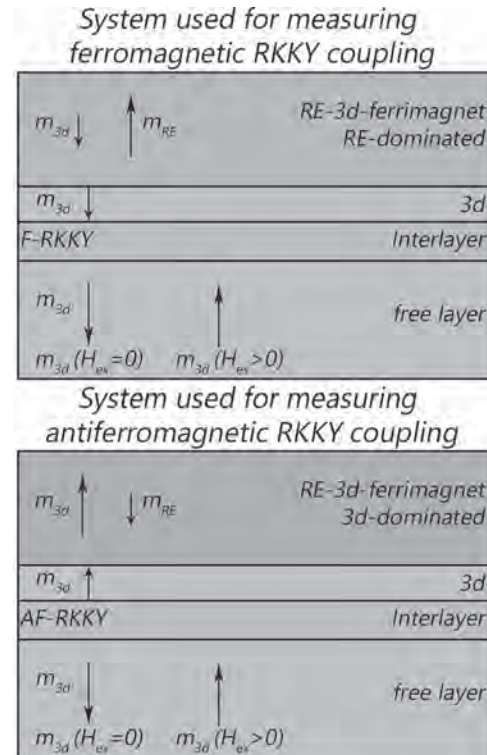 System used for measuring
ferromagnetic RKKY coupling
m3d mRE RE-3d-ferrimagnet
RE-dominated
m3d 3d
F-RKKY Interlayer
m3d free layer
m3d (Hex=0) m3d (Hex>0)
System used for measuring
antiferromagnetic RKKY coupling
m3d mRE RE-3d-ferrimagnet
3d-dominated
m3d 3d
AF-RKKY Interlayer
m3d free layer
m3d (Hex=0) m3d (Hex>0)